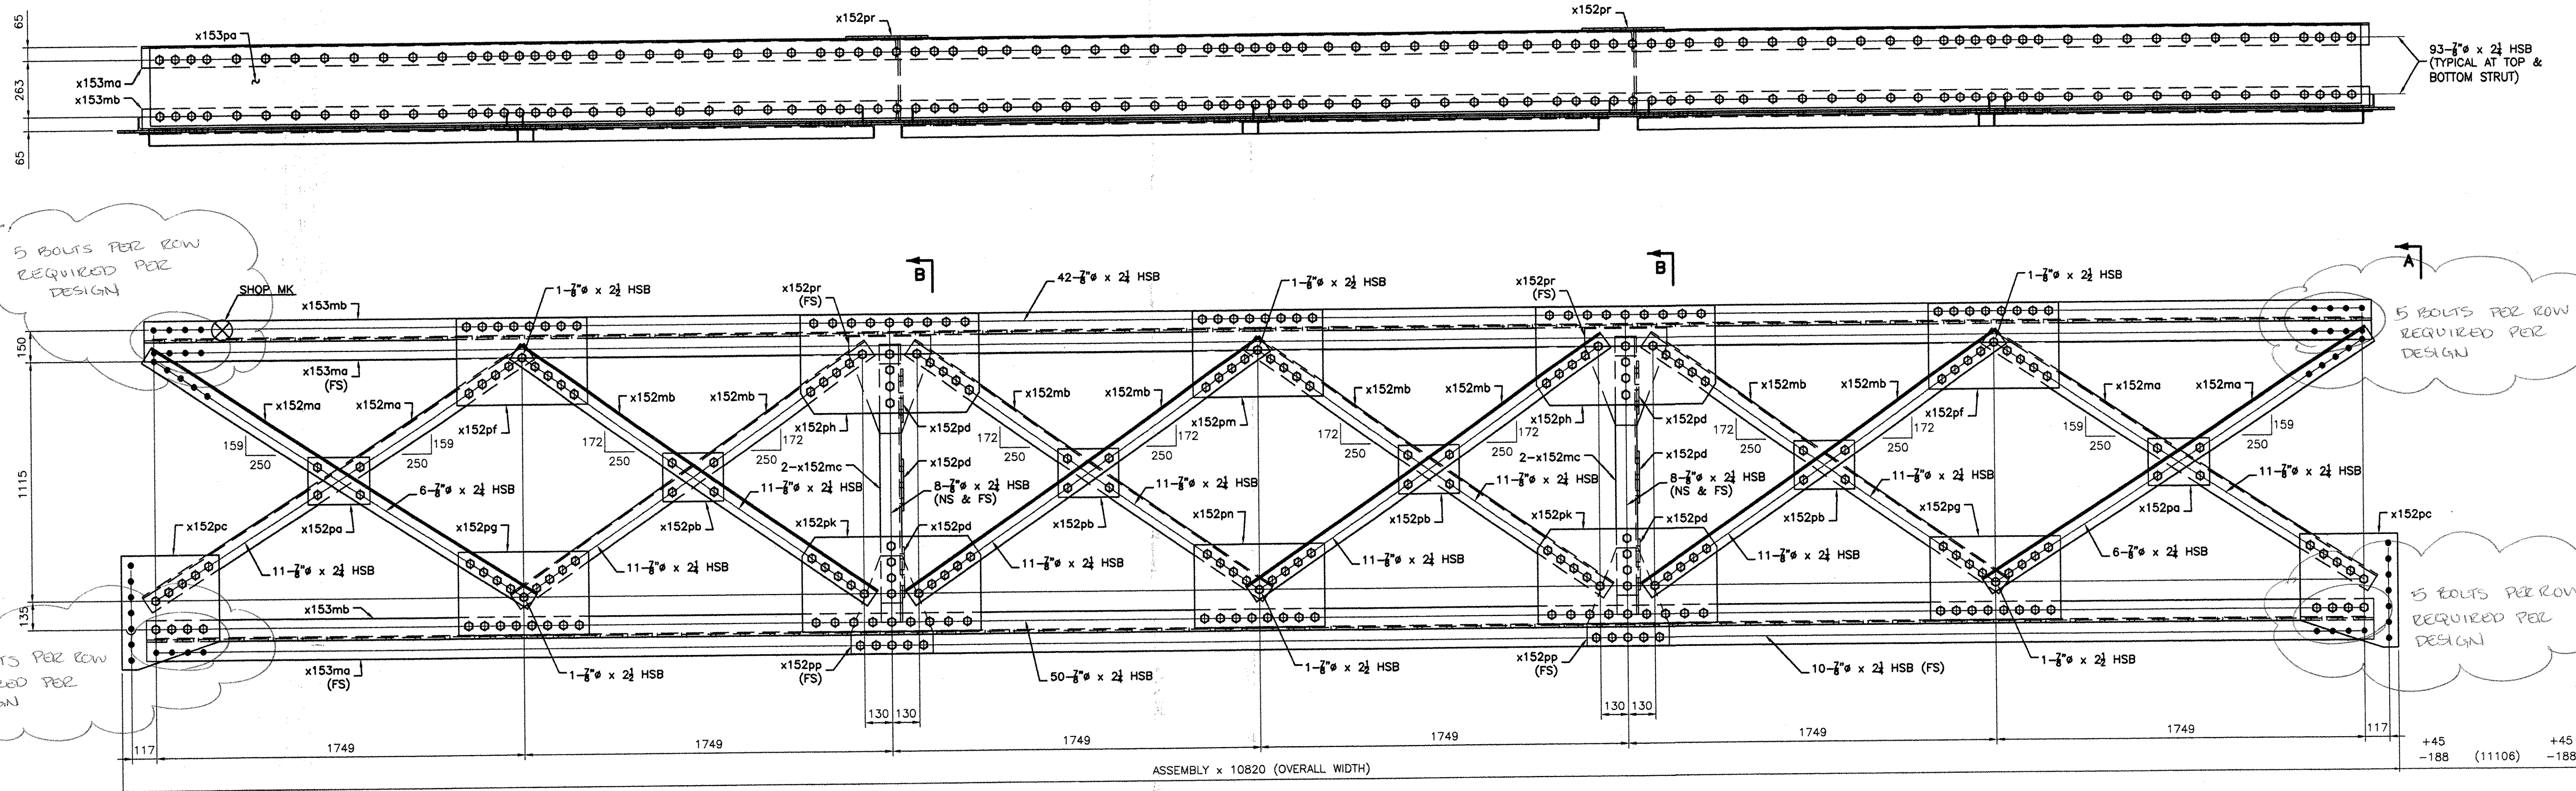 65
263
65
x153pa
x153ma
x153mb
x152pr
x152pr
93-⅞"ø x 2¼ HSB
(TYPICAL AT TOP &
BOTTOM STRUT)
5 BOLTS PER ROW
REQUIRED PER
DESIGN
SHOP MK
x153mb
1-⅞"ø x 2½ HSB
x152pr
(FS)
B
42-⅞"ø x 2¼ HSB
1-⅞"ø x 2½ HSB
x152pr
(FS)
B
1-⅞"ø x 2½ HSB
A
5 BOLTS PER ROW
REQUIRED PER
DESIGN
150
1115
135
x153ma
(FS)
x152ma
x152ma
x152mb
x152mb
x152mb
x152mb
x152mb
x152mb
x152mb
x152mb
x152ma
x152ma
x152pf
x152ph
x152pd
x152pm
x152ph
x152pd
x152pf
159
250
159
250
172
250
172
250
172
250
172
250
172
250
172
250
172
250
172
250
159
250
159
250
2-x152mc
x152pd
8-⅞"ø x 2¼ HSB
(NS & FS)
2-x152mc
x152pd
8-⅞"ø x 2¼ HSB
(NS & FS)
6-⅞"ø x 2¼ HSB
11-⅞"ø x 2¼ HSB
11-⅞"ø x 2¼ HSB
11-⅞"ø x 2¼ HSB
11-⅞"ø x 2¼ HSB
11-⅞"ø x 2¼ HSB
x152pc
x152pa
x152pg
x152pb
x152pk
x152pd
x152pb
x152pn
x152pb
x152pk
x152pd
x152pb
x152pg
x152pa
x152pc
11-⅞"ø x 2¼ HSB
11-⅞"ø x 2¼ HSB
11-⅞"ø x 2¼ HSB
11-⅞"ø x 2¼ HSB
11-⅞"ø x 2¼ HSB
6-⅞"ø x 2¼ HSB
x153mb
5 BOLTS PER ROW
REQUIRED PER
DESIGN
PER ROW
PER
x153ma
(FS)
1-⅞"ø x 2½ HSB
x152pp
(FS)
50-⅞"ø x 2¼ HSB
1-⅞"ø x 2½ HSB
x152pp
(FS)
10-⅞"ø x 2¼ HSB (FS)
1-⅞"ø x 2½ HSB
130 130
130 130
117 1749 1749 1749 1749 1749 1749 117
ASSEMBLY x 10820 (OVERALL WIDTH)
+45 +45
-188 (11106) -188